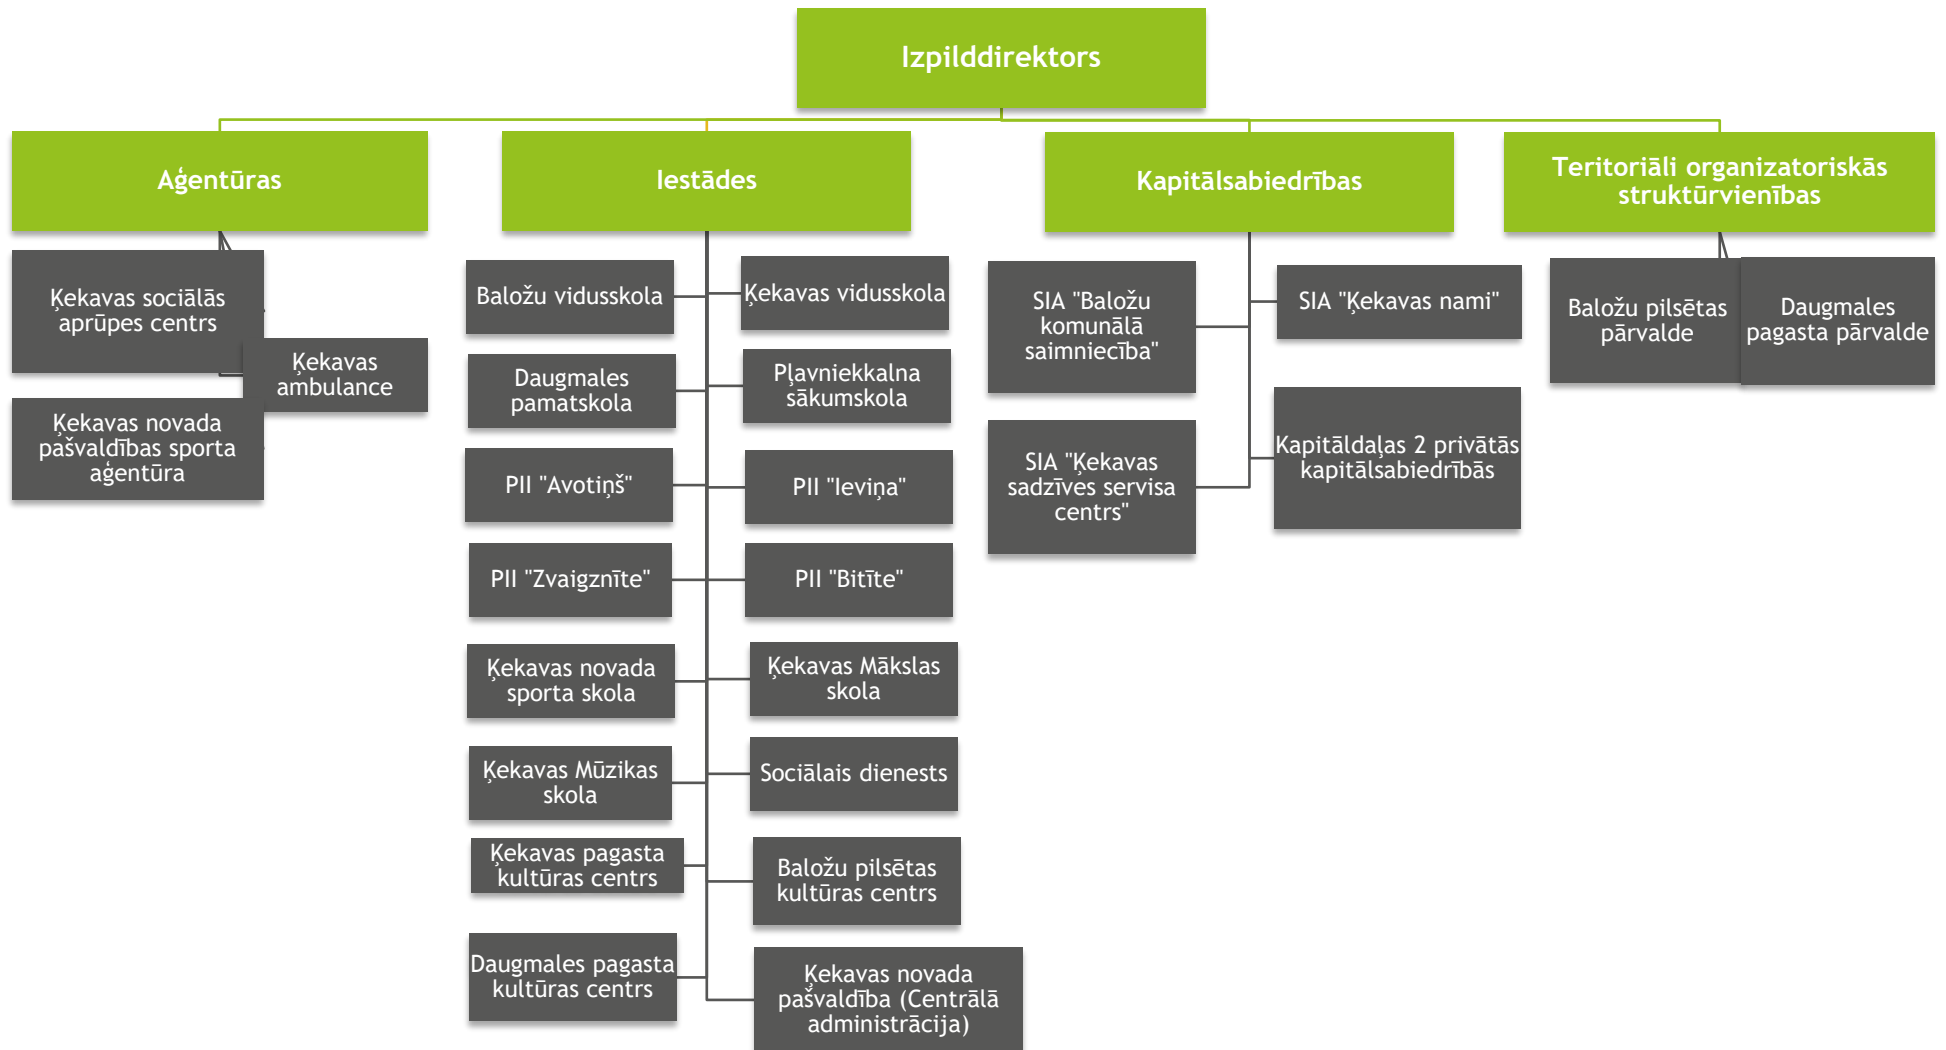 Izpilddirektors
Aģentūras
Iestādes
Kapitālsabiedrības
Teritoriāli organizatoriskās
struktūrvienības
Ķekavas sociālās
aprūpes centrs
Ķekavas
ambulance
Ķekavas novada
pašvaldības sporta
aģentūra
Baložu vidusskola
Ķekavas vidusskola
Daugmales
pamatskola
Pļavniekkalna
sākumskola
PII "Avotiņš"
PII "Ieviņa"
PII "Zvaigznīte"
PII "Bitīte"
Ķekavas novada
sporta skola
Ķekavas Mākslas
skola
Ķekavas Mūzikas
skola
Sociālais dienests
Ķekavas pagasta
kultūras centrs
Baložu pilsētas
kultūras centrs
Daugmales pagasta
kultūras centrs
Ķekavas novada
pašvaldība (Centrālā
administrācija)
SIA "Baložu
komunālā
saimniecība"
SIA "Ķekavas nami"
SIA "Ķekavas
sadzīves servisa
centrs"
Kapitāldaļas 2 privātās
kapitālsabiedrībās
Baložu pilsētas
pārvalde
Daugmales
pagasta pārvalde